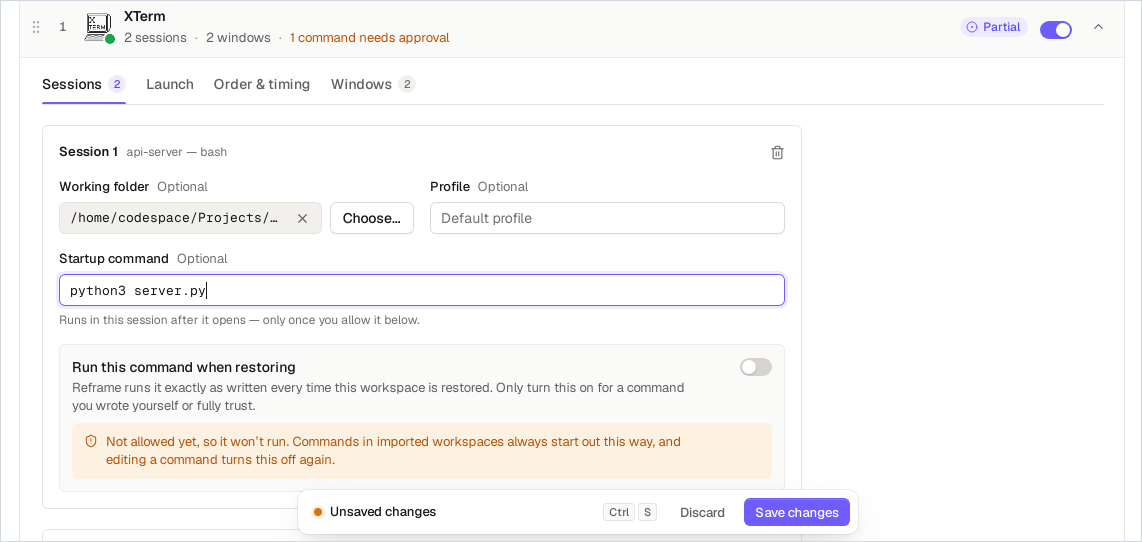 1
X
TERM
XTerm
2 sessions · 2 windows · 1 command needs approval
Partial
Sessions 2 Launch Order & timing Windows 2
Session 1 api-server — bash
Working folder Optional
Profile Optional
/home/codespace/Projects/…
Choose…
Default profile
Startup command Optional
python3 server.py
Runs in this session after it opens — only once you allow it below.
Run this command when restoring
Reframe runs it exactly as written every time this workspace is restored. Only turn this on for a command
you wrote yourself or fully trust.
Not allowed yet, so it won’t run. Commands in imported workspaces always start out this way, and
editing a command turns this off again.
Unsaved changes
Ctrl S
Discard
Save changes